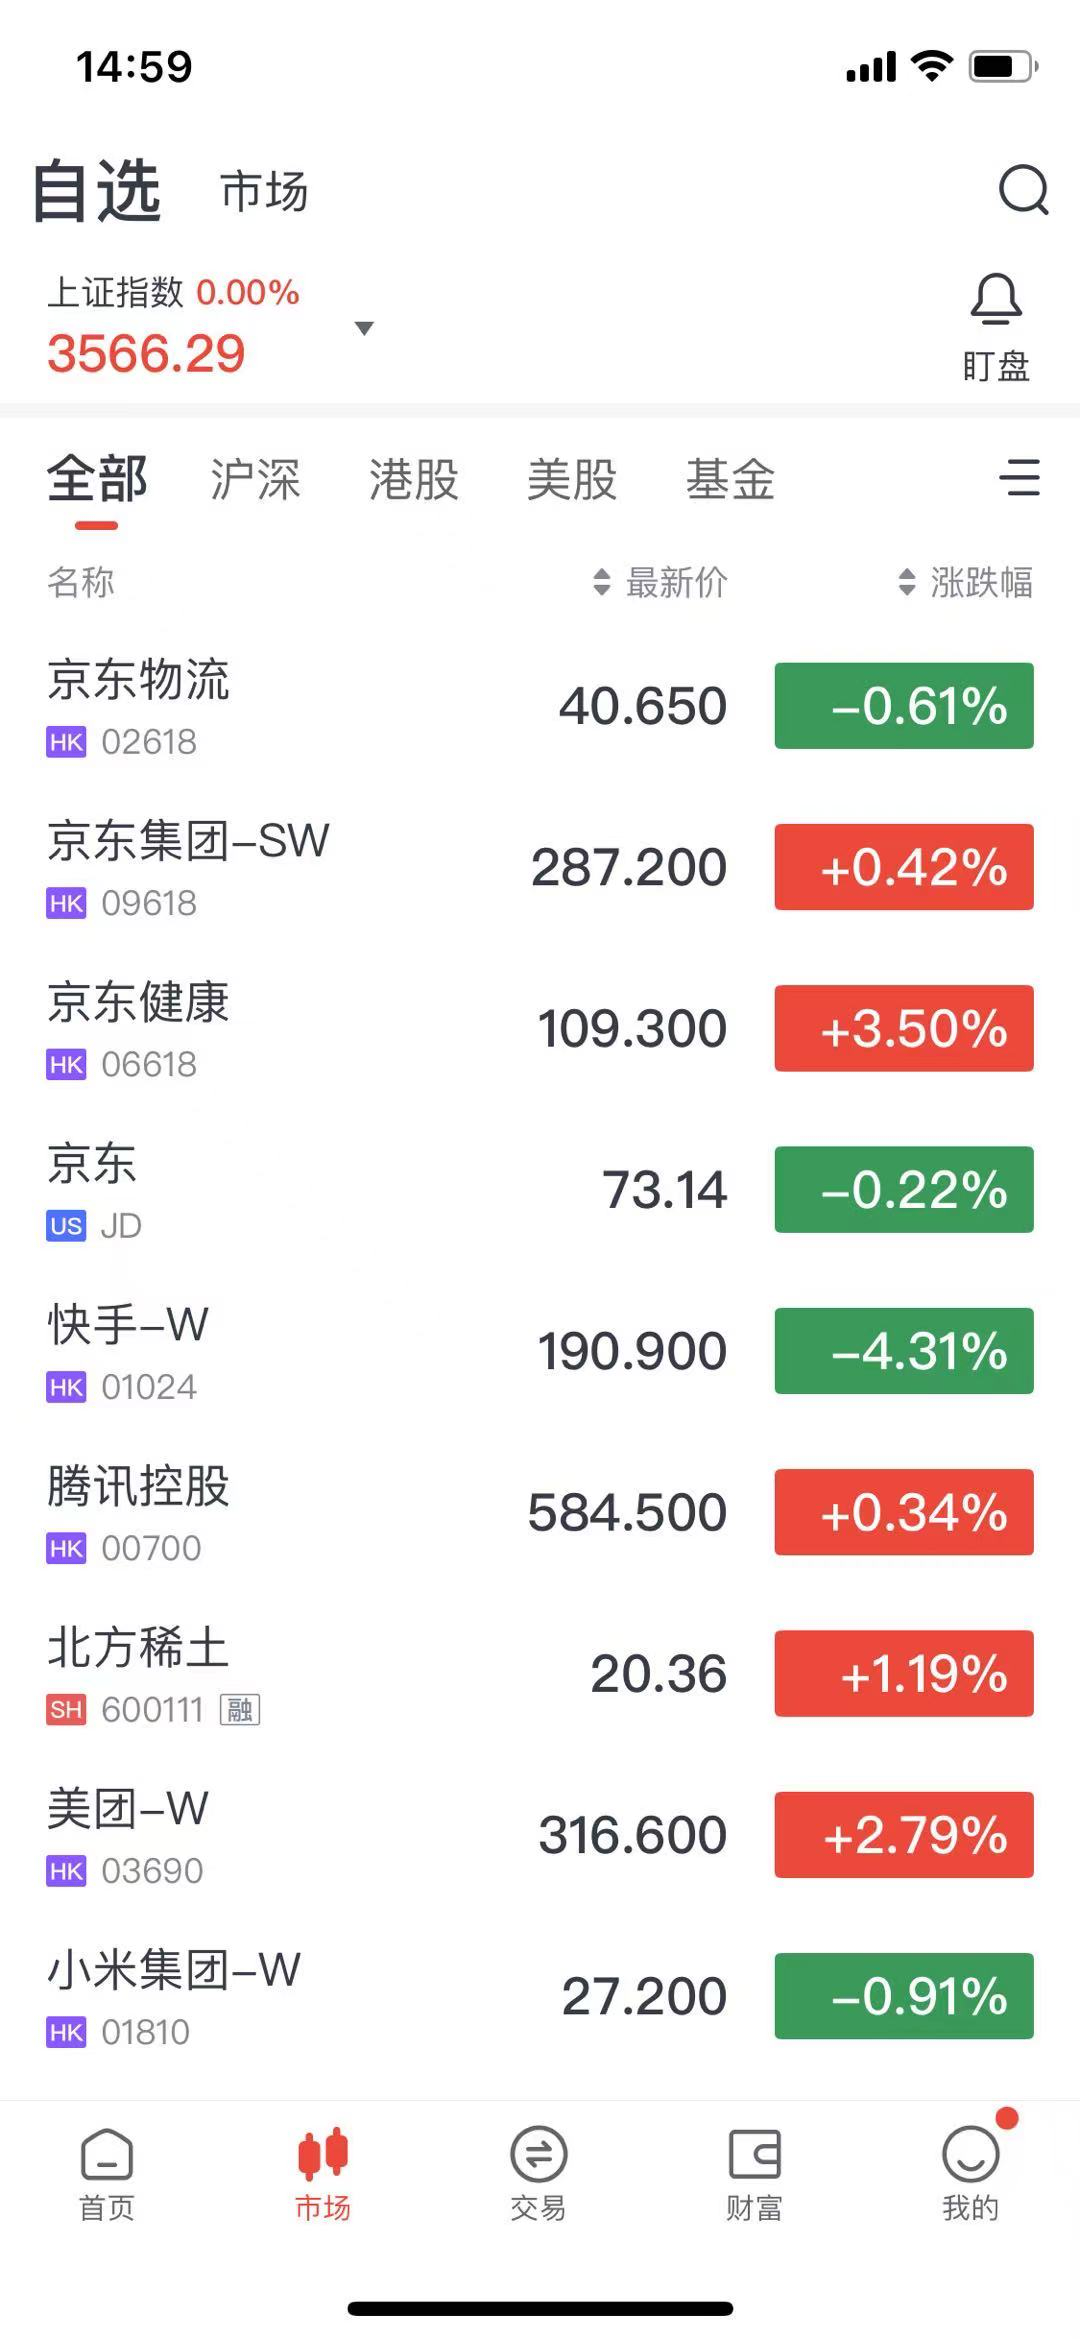 14:59
自选 市场
上证指数 0.00%
3566.29
盯盘
全部 沪深 港股 美股 基金
名称 最新价 涨跌幅
京东物流
HK 02618
40.650 -0.61%
京东集团-SW
HK 09618
287.200 +0.42%
京东健康
HK 06618
109.300 +3.50%
京东
US JD
73.14 -0.22%
快手-W
HK 01024
190.900 -4.31%
腾讯控股
HK 00700
584.500 +0.34%
北方稀土
SH 600111 融
20.36 +1.19%
美团-W
HK 03690
316.600 +2.79%
小米集团-W
HK 01810
27.200 -0.91%
首页 市场 交易 财富 我的